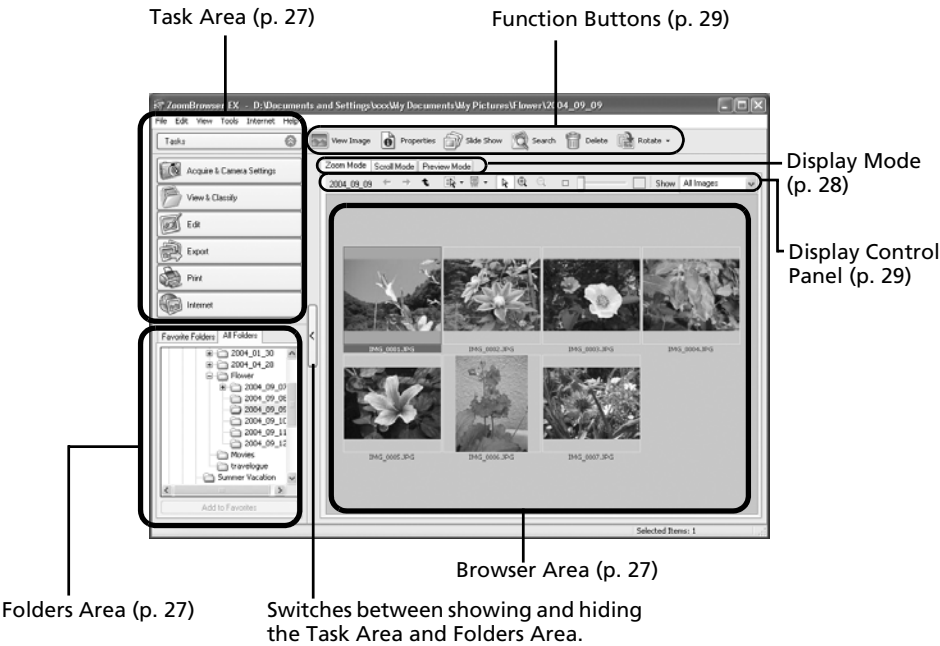 Task Area (p. 27)
Function Buttons (p. 29)
ZoomBrowser EX - D:\Documents and Settings\xxx\My Documents\My Pictures\Flower\2004_09_09
File Edit View Tools Internet Help
Tasks
View Image Properties Slide Show Search Delete Rotate
Zoom Mode Scroll Mode Preview Mode
Display Mode
(p. 28)
2004_09_09 Show All Images
Acquire & Camera Settings
View & Classify
Edit
Export
Print
Internet
Display Control
Panel (p. 29)
IMG_0001.JPG IMG_0002.JPG IMG_0003.JPG IMG_0004.JPG
Favorite Folders All Folders
2004_01_30
2004_04_28
Flower
2004_09_07
2004_09_08
2004_09_09
2004_09_10
2004_09_11
2004_09_12
Movies
travelogue
Summer Vacation
Add to Favorites
IMG_0005.JPG IMG_0006.JPG IMG_0007.JPG
Selected Items: 1
Browser Area (p. 27)
Folders Area (p. 27)
Switches between showing and hiding
the Task Area and Folders Area.